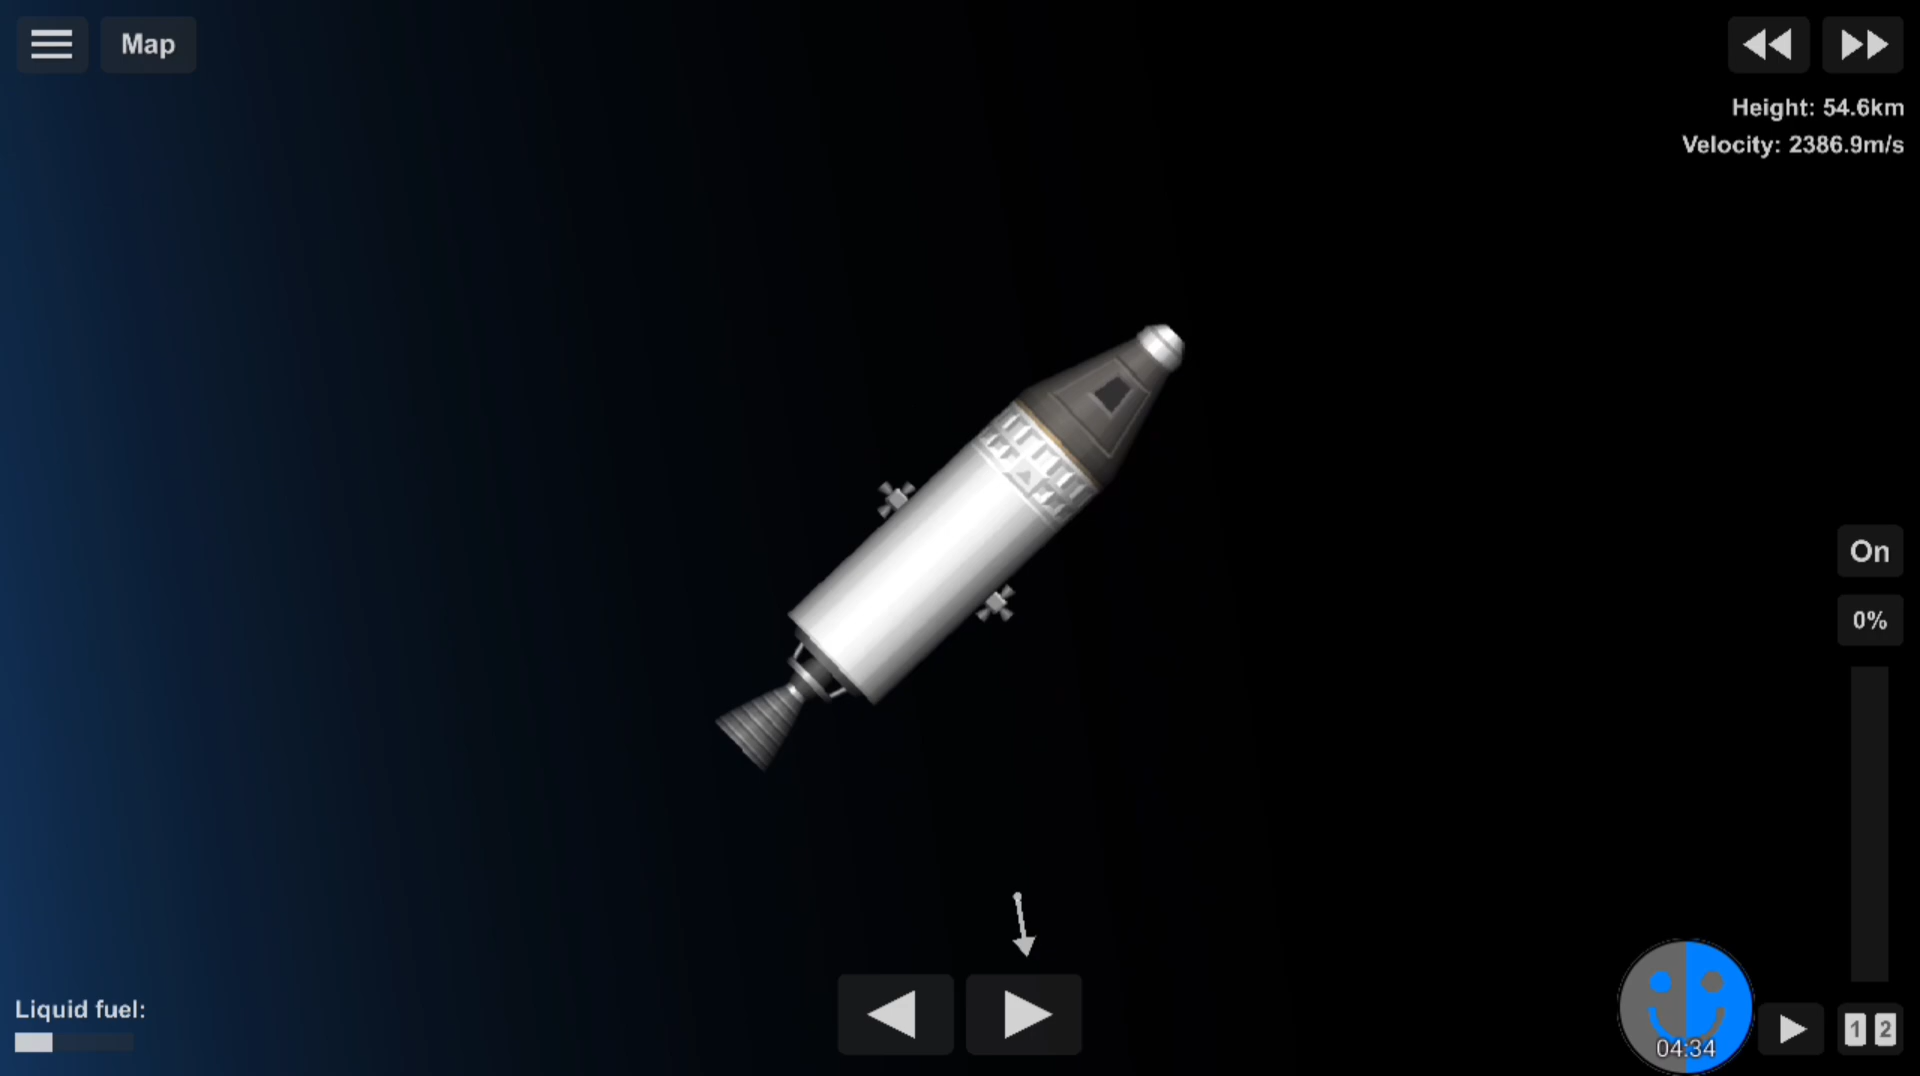 Map
Height: 54.6km
Velocity: 2386.9m/s
On
0%
Liquid fuel:
04:34
1 2